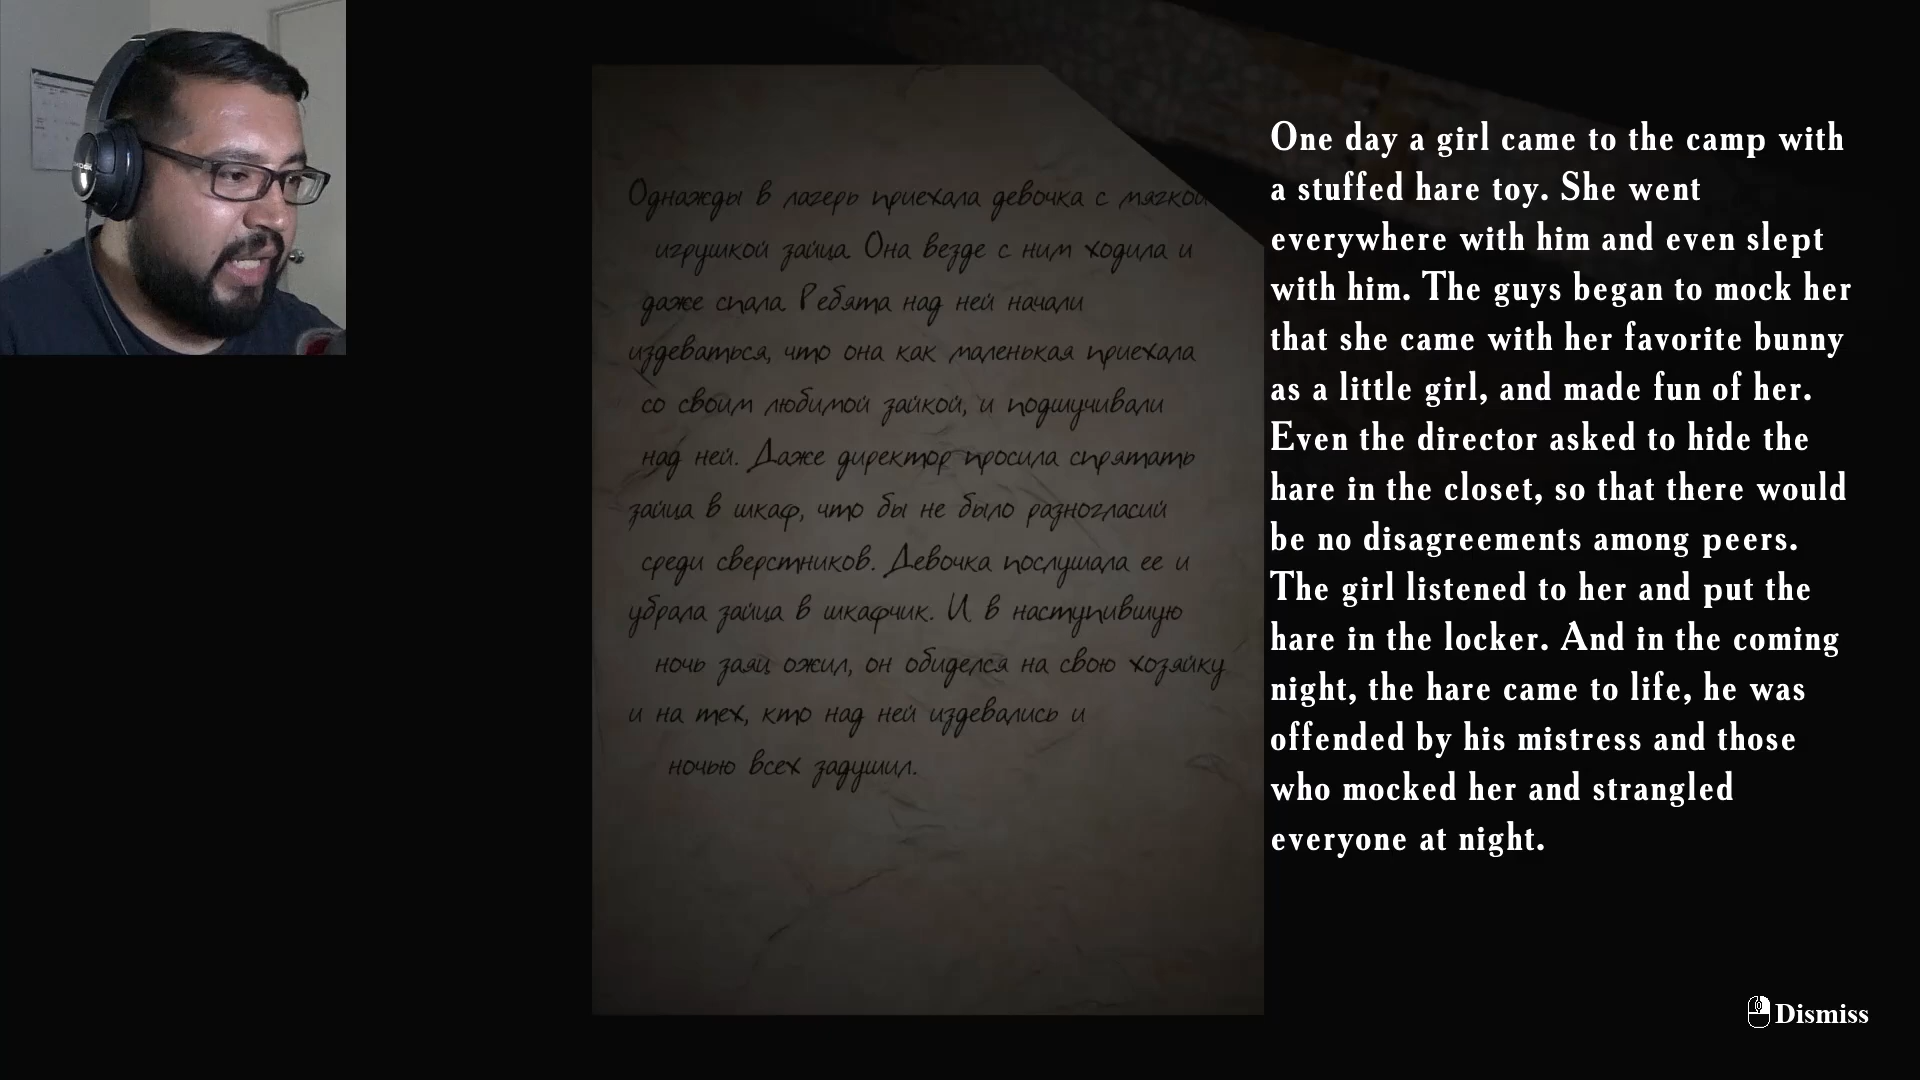 Однажды в лагерь приехала девочка с мягкой
игрушкой зайца. Она везде с ним ходила и
даже спала. Ребята над ней начали
издеваться, что она как маленькая приехала
со своим любимой зайкой, и подшучивали
над ней. Даже директор просила спрятать
зайца в шкаф, что бы не было разногласий
среди сверстников. Девочка послушала ее и
убрала зайца в шкафчик. И в наступившую
ночь заяц ожил, он обиделся на свою хозяйку
и на тех, кто над ней издевались и
ночью всех задушил.
One day a girl came to the camp with
a stuffed hare toy. She went
everywhere with him and even slept
with him. The guys began to mock her
that she came with her favorite bunny
as a little girl, and made fun of her.
Even the director asked to hide the
hare in the closet, so that there would
be no disagreements among peers.
The girl listened to her and put the
hare in the locker. And in the coming
night, the hare came to life, he was
offended by his mistress and those
who mocked her and strangled
everyone at night.
Dismiss